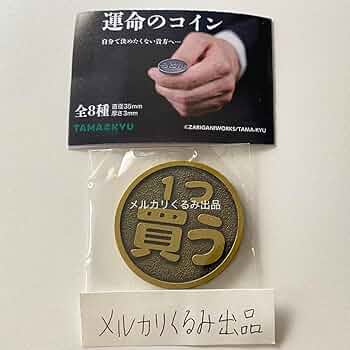 運命のコイン
自分で決めたくない貴方へ―
全8種 直径35mm
厚さ3mm
TAMA-KYU
©ZARIGANIWORKS/TAMA-KYU
1つ
メルカリくるみ出品
買う
メルカリくるみ出品